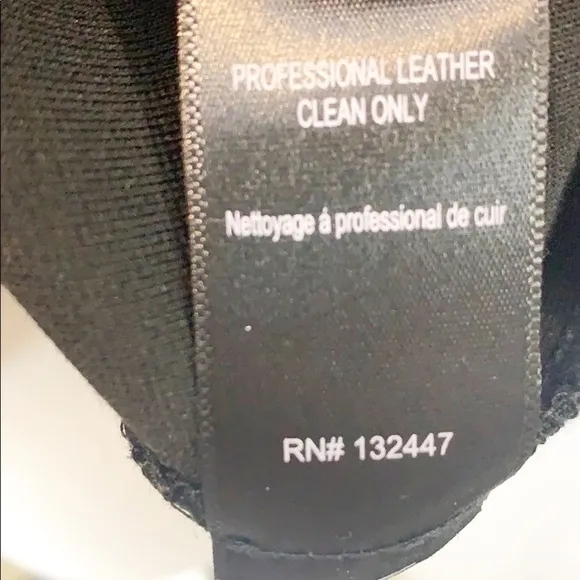 PROFESSIONAL LEATHER
CLEAN ONLY
Nettoyage á professional de cuir
RN# 132447